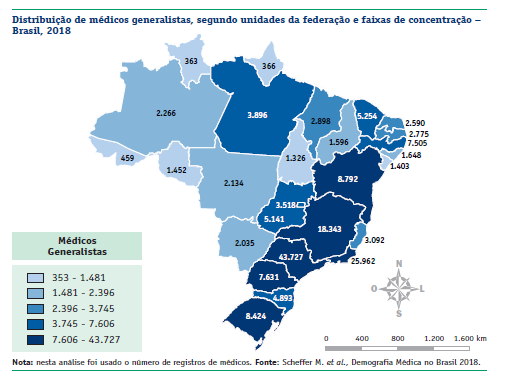 Distribuição de médicos generalistas, segundo unidades da federação e faixas de concentração –
Brasil, 2018
363
366
2.266
3.896
2.898
5.254
2.590
2.775
7.505
1.648
1.403
1.596
459
1.452
1.326
8.792
2.134
3.518
5.141
18.343
2.035
3.092
43.727
25.962
7.631
4.893
8.424
Médicos
Generalistas
353 - 1.481
1.481 - 2.396
2.396 - 3.745
3.745 - 7.606
7.606 - 43.727
N
O L
S
0 400 800 1.200 1.600 km
Nota: nesta análise foi usado o número de registros de médicos. Fonte: Scheffer M. et al., Demografia Médica no Brasil 2018.